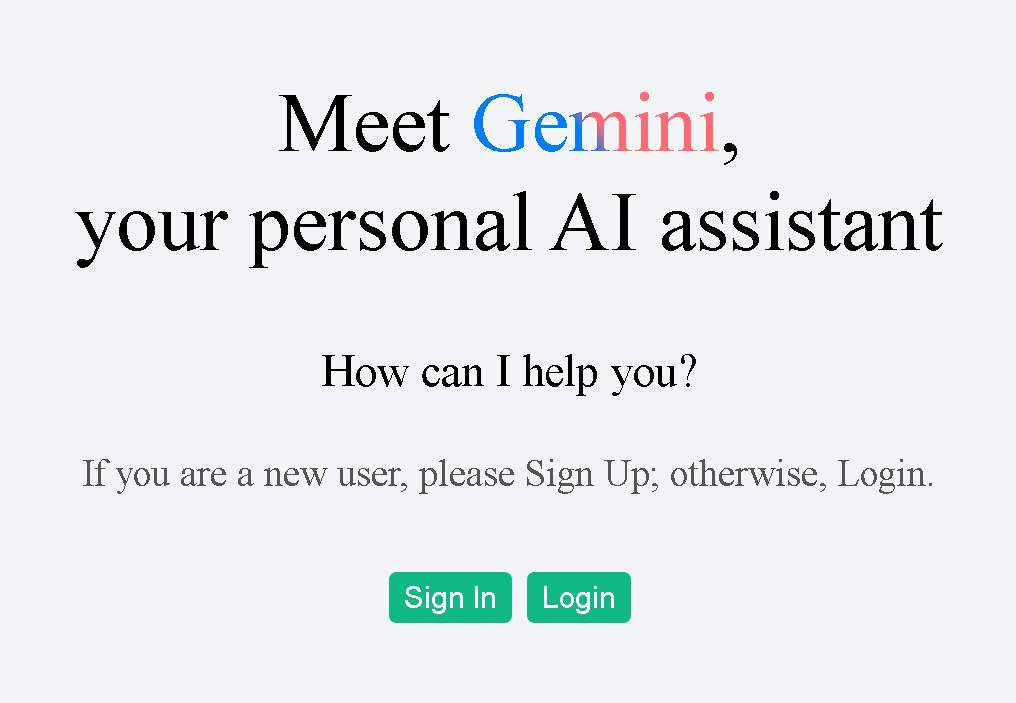 Meet Gemini,
your personal AI assistant
How can I help you?
If you are a new user, please Sign Up; otherwise, Login.
Sign In Login